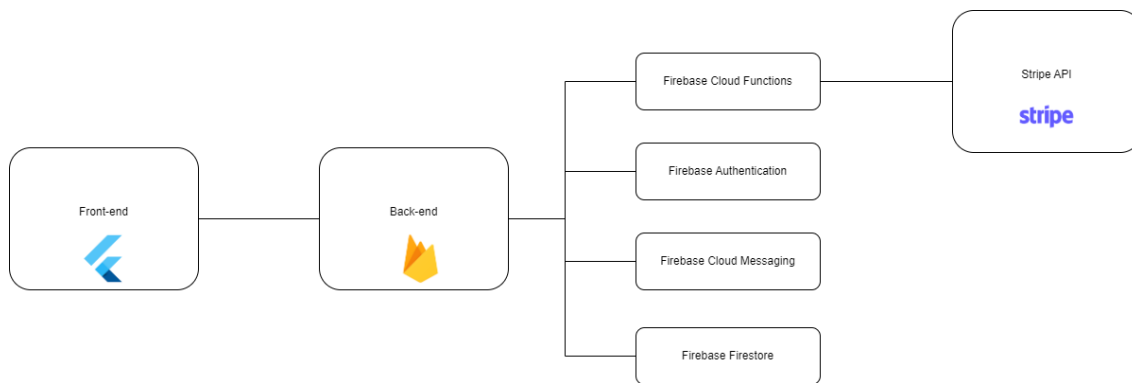 Firebase Cloud Functions
Stripe API
stripe
Firebase Authentication
Front-end
Back-end
Firebase Cloud Messaging
Firebase Firestore